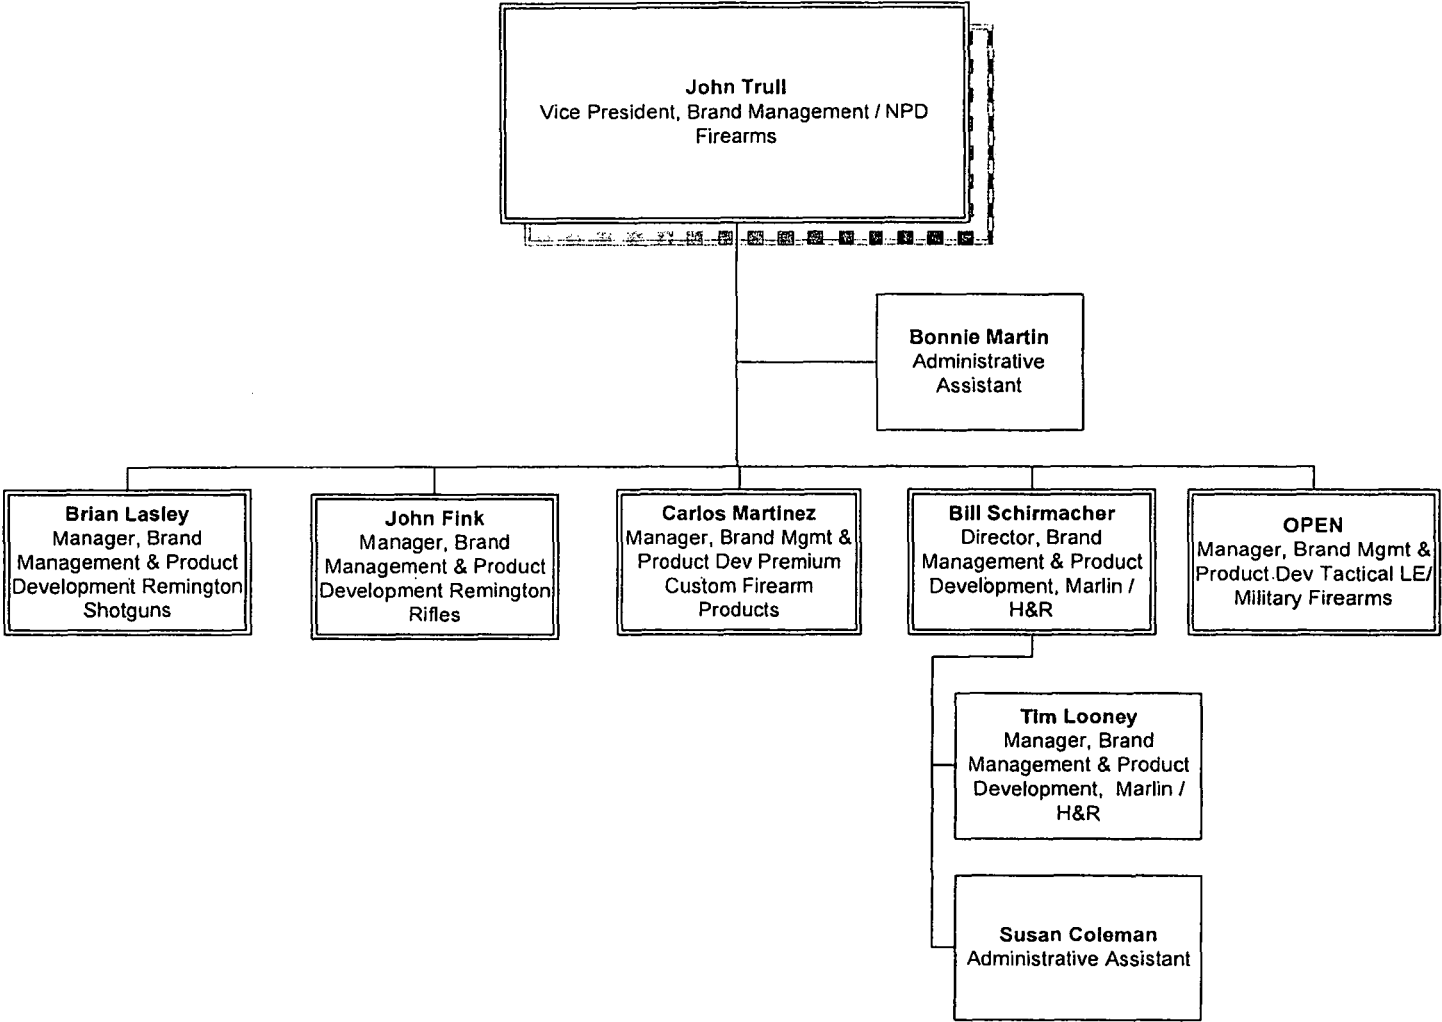 John Trull
Vice President, Brand Management / NPD
Firearms
Bonnie Martin
Administrative
Assistant
Brian Lasley
Manager, Brand
Management & Product
Development Remington
Shotguns
John Fink
Manager, Brand
Management & Product
Development Remington
Rifles
Carlos Martinez
Manager, Brand Mgmt &
Product Dev Premium
Custom Firearm
Products
Bill Schirmacher
Director, Brand
Management & Product
Development, Marlin /
H&R
OPEN
Manager, Brand Mgmt &
Product Dev Tactical LE/
Military Firearms
Tim Looney
Manager, Brand
Management & Product
Development, Marlin /
H&R
Susan Coleman
Administrative Assistant